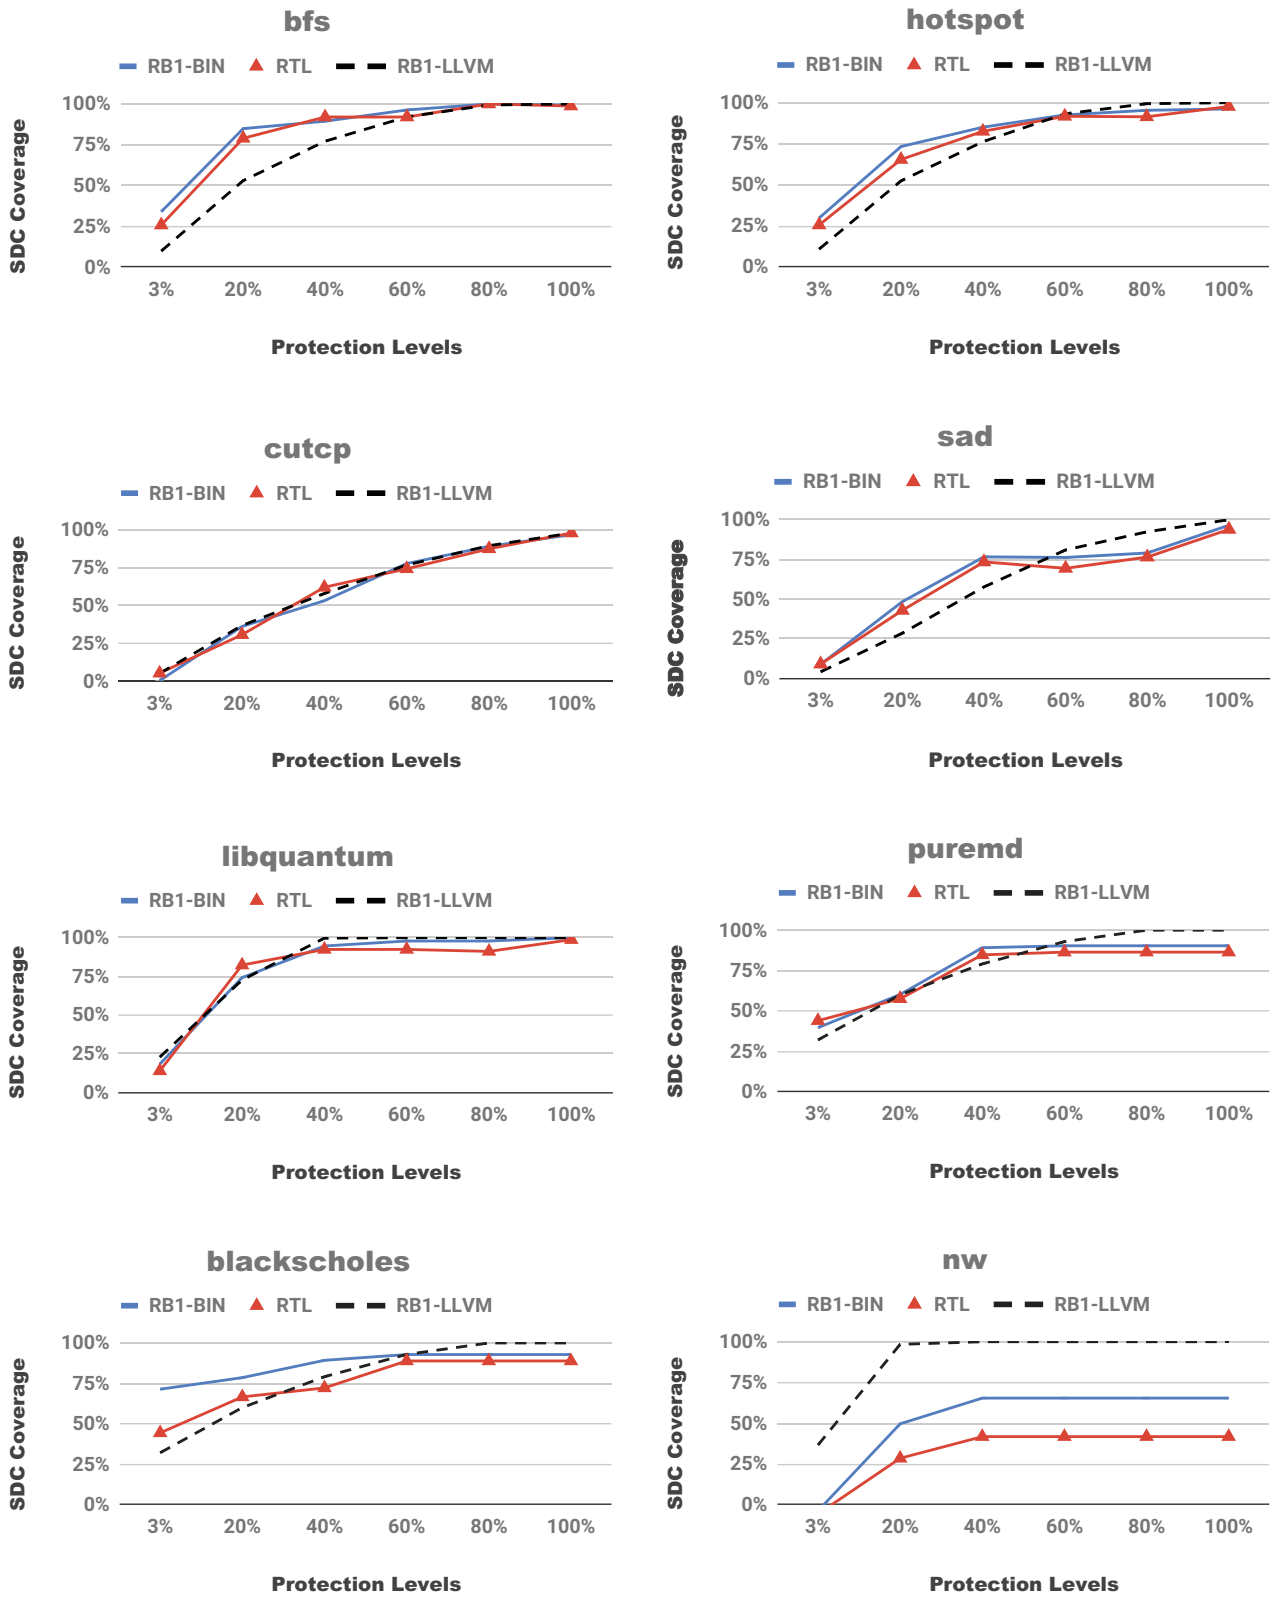 bfs
RB1-BIN RTL RB1-LLVM
SDC Coverage
100%
75%
50%
25%
0%
3% 20% 40% 60% 80% 100%
Protection Levels
hotspot
RB1-BIN RTL RB1-LLVM
SDC Coverage
100%
75%
50%
25%
0%
3% 20% 40% 60% 80% 100%
Protection Levels
cutcp
RB1-BIN RTL RB1-LLVM
SDC Coverage
100%
75%
50%
25%
0%
3% 20% 40% 60% 80% 100%
Protection Levels
sad
RB1-BIN RTL RB1-LLVM
SDC Coverage
100%
75%
50%
25%
0%
3% 20% 40% 60% 80% 100%
Protection Levels
libquantum
RB1-BIN RTL RB1-LLVM
SDC Coverage
100%
75%
50%
25%
0%
3% 20% 40% 60% 80% 100%
Protection Levels
puremd
RB1-BIN RTL RB1-LLVM
SDC Coverage
100%
75%
50%
25%
0%
3% 20% 40% 60% 80% 100%
Protection Levels
blackscholes
RB1-BIN RTL RB1-LLVM
SDC Coverage
100%
75%
50%
25%
0%
3% 20% 40% 60% 80% 100%
Protection Levels
nw
RB1-BIN RTL RB1-LLVM
SDC Coverage
100%
75%
50%
25%
0%
3% 20% 40% 60% 80% 100%
Protection Levels